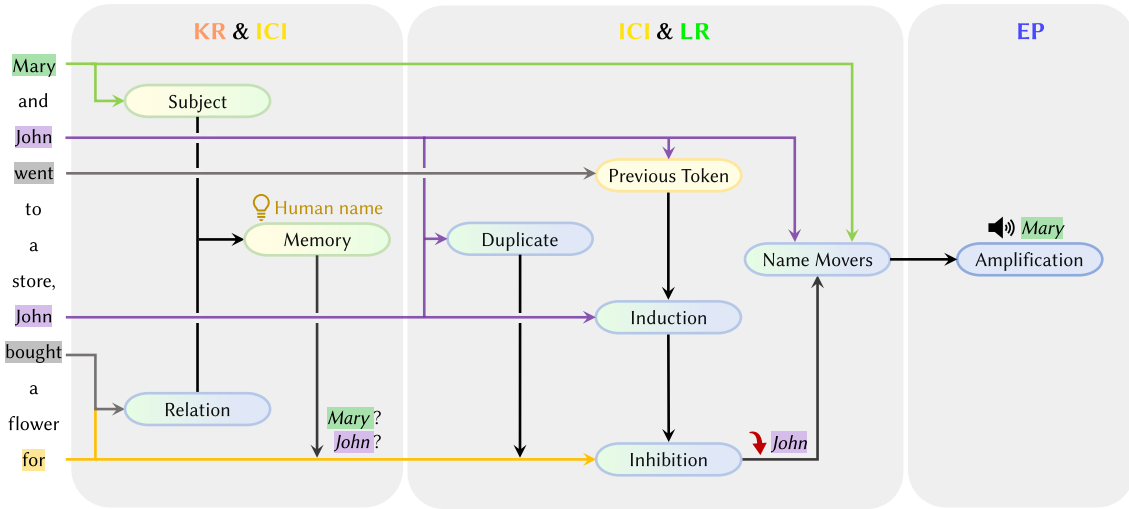 KR & ICI
ICI & LR
EP
Mary
and
John
went
to
a
store,
John
bought
a
flower
for
Subject
Human name
Memory
Relation
Mary?
John?
Previous Token
Duplicate
Induction
Inhibition
John
Name Movers
Mary
Amplification